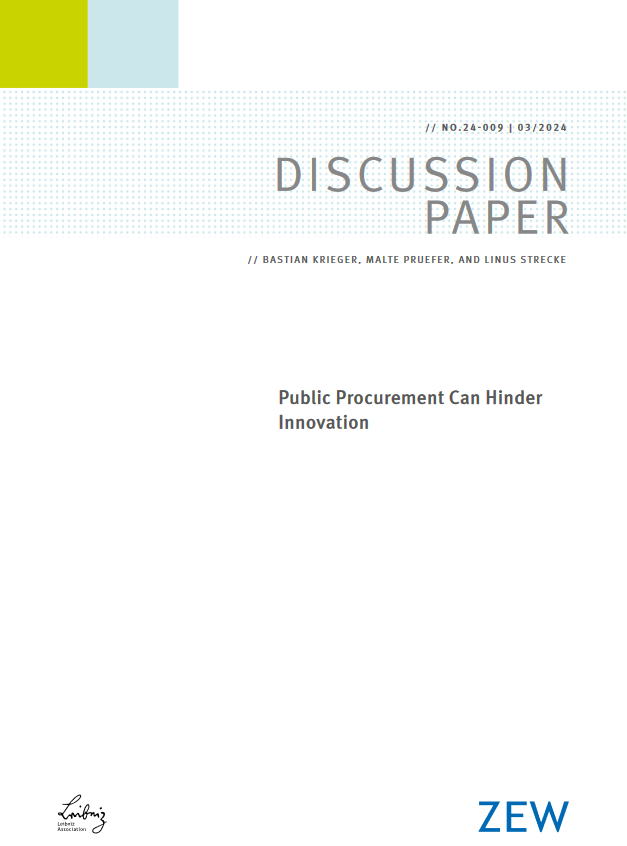 // NO.24-009 | 03/2024
DISCUSSION
PAPER
// BASTIAN KRIEGER, MALTE PRUEFER, AND LINUS STRECKE
Public Procurement Can Hinder
Innovation
Leibniz
Leibniz
Association
ZEW